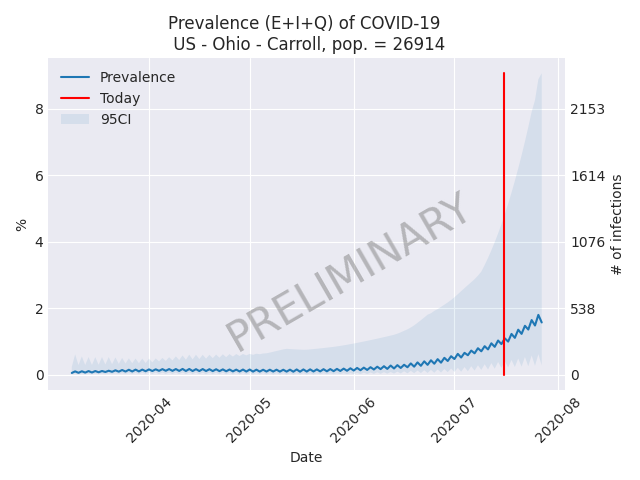 Prevalence (E+I+Q) of COVID-19
US - Ohio - Carroll, pop. = 26914
Prevalence
Today
95CI
8
6
4
2
0
%
2153
1614
1076
538
0
# of infections
PRELIMINARY
2020-04
2020-05
2020-06
2020-07
2020-08
Date